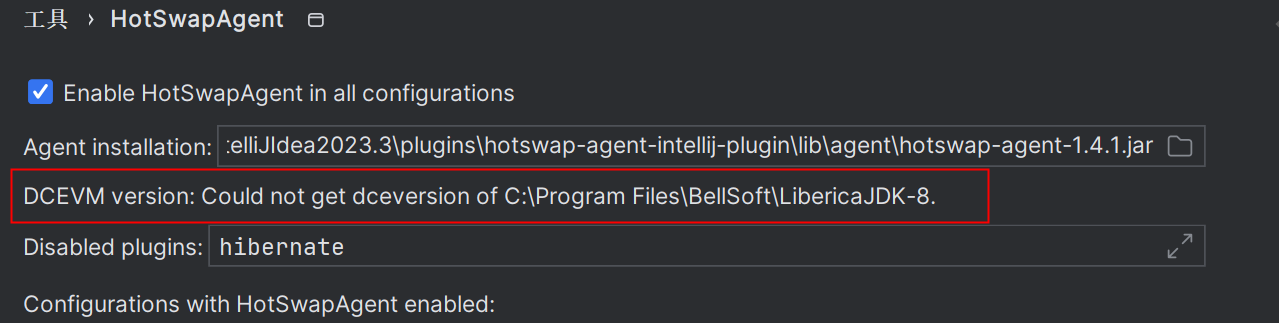 工具 › HotSwapAgent
Enable HotSwapAgent in all configurations
Agent installation: :elliJIdea2023.3\plugins\hotswap-agent-intellij-plugin\lib\agent\hotswap-agent-1.4.1.jar
DCEVM version: Could not get dceversion of C:\Program Files\BellSoft\LibericaJDK-8.
Disabled plugins: hibernate
Configurations with HotSwapAgent enabled: